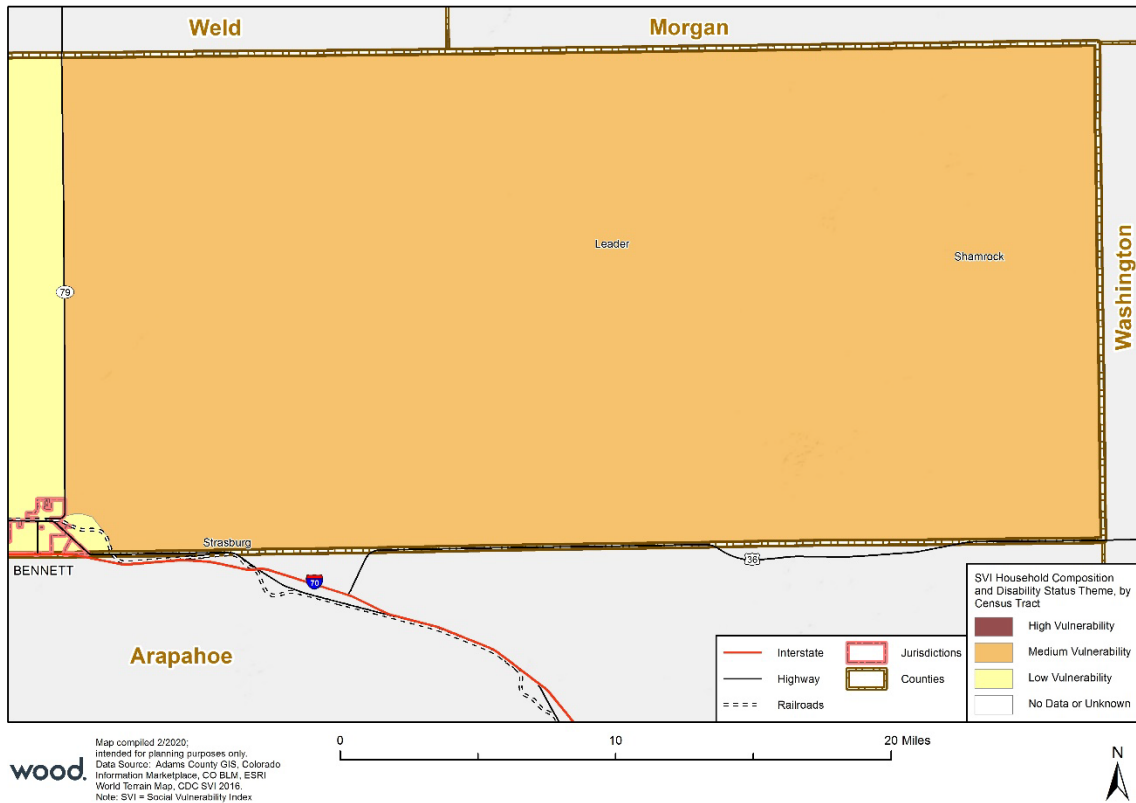 Weld
Morgan
Leader
Shamrock
Washington
79
Strasburg
36
BENNETT
70
Arapahoe
SVI Household Composition
and Disability Status Theme, by
Census Tract
High Vulnerability
Medium Vulnerability
Low Vulnerability
No Data or Unknown
Interstate
Jurisdictions
Highway
Counties
Railroads
wood.
Map compiled 2/2020;
intended for planning purposes only.
Data Source: Adams County GIS, Colorado
Information Marketplace, CO BLM, ESRI
World Terrain Map, CDC SVI 2016.
Note: SVI = Social Vulnerability Index
0
10
20 Miles
N